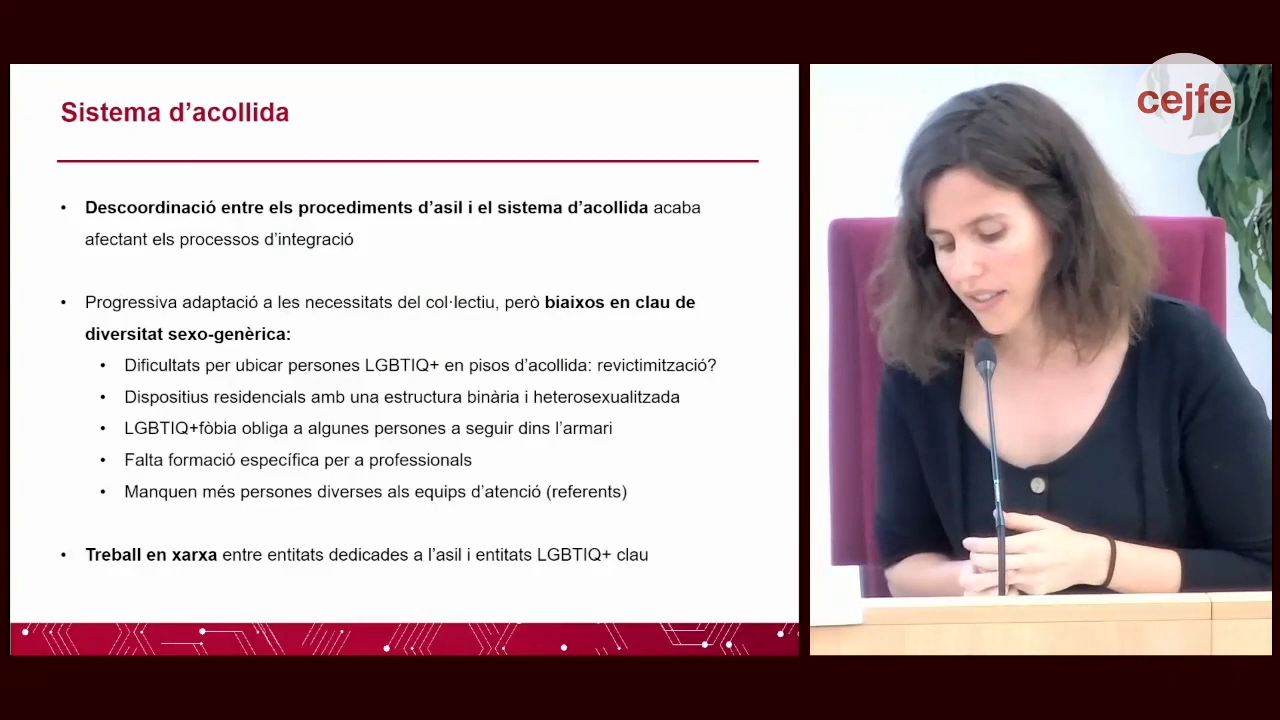 Sistema d’acollida
• Descoordinació entre els procediments d’asil i el sistema d’acollida acaba
afectant els processos d’integració
• Progressiva adaptació a les necessitats del col·lectiu, però biaixos en clau de
diversitat sexo-genèrica:
• Dificultats per ubicar persones LGBTIQ+ en pisos d’acollida: revictimització?
• Dispositius residencials amb una estructura binària i heterosexualitzada
• LGBTIQ+fòbia obliga a algunes persones a seguir dins l’armari
• Falta formació específica per a professionals
• Manquen més persones diverses als equips d’atenció (referents)
• Treball en xarxa entre entitats dedicades a l’asil i entitats LGBTIQ+ clau
cejfe